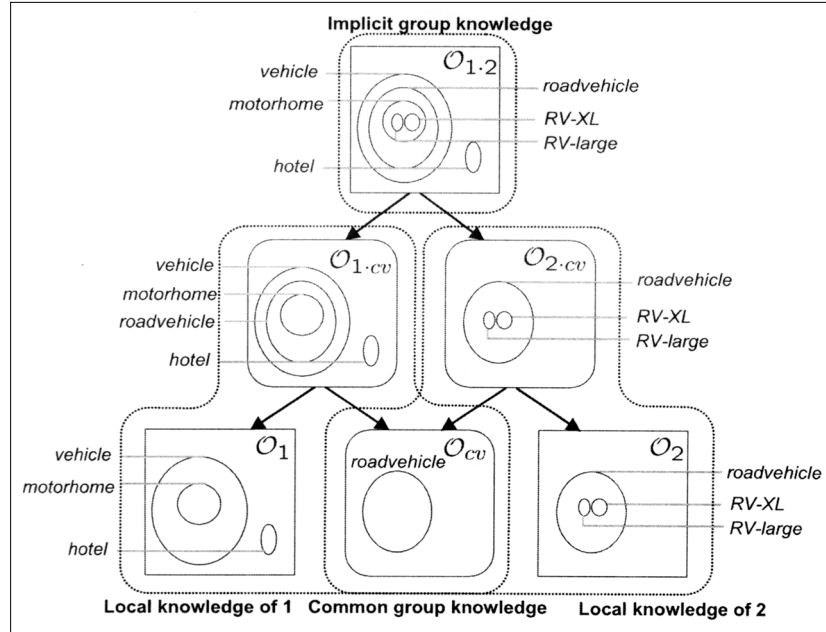 Implicit group knowledge
𝒪1·2
vehicle
roadvehicle
motorhome
RV-XL
RV-large
hotel
𝒪1·cv
vehicle
motorhome
roadvehicle
hotel
𝒪2·cv
roadvehicle
RV-XL
RV-large
𝒪1
vehicle
motorhome
hotel
roadvehicle 𝒪cv
𝒪2
roadvehicle
RV-XL
RV-large
Local knowledge of 1
Common group knowledge
Local knowledge of 2